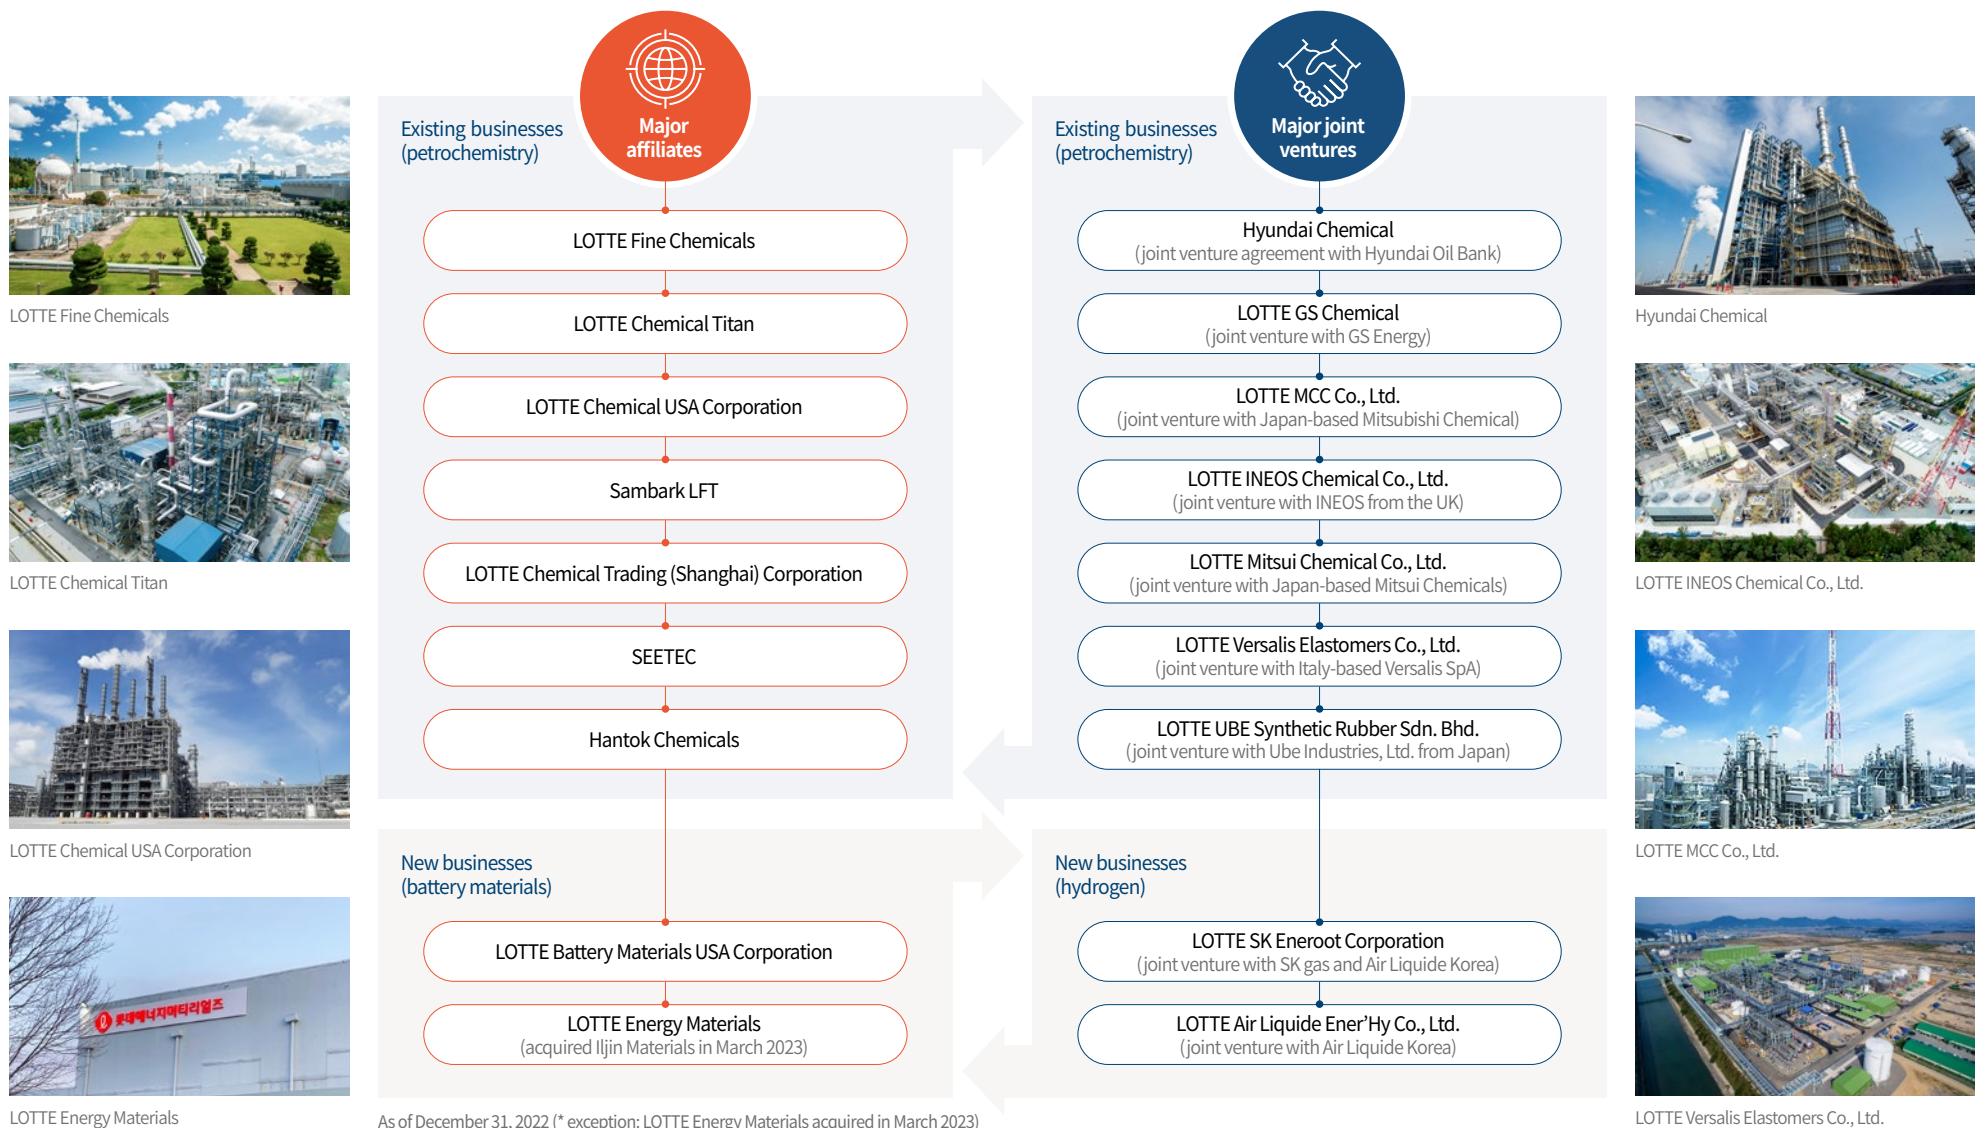 Major
affiliates
Existing businesses
(petrochemistry)
LOTTE Fine Chemicals
LOTTE Chemical Titan
LOTTE Chemical USA Corporation
Sambark LFT
LOTTE Chemical Trading (Shanghai) Corporation
SEETEC
Hantok Chemicals
New businesses
(battery materials)
LOTTE Battery Materials USA Corporation
LOTTE Energy Materials
(acquired Iljin Materials in March 2023)
Major joint
ventures
Existing businesses
(petrochemistry)
Hyundai Chemical
(joint venture agreement with Hyundai Oil Bank)
LOTTE GS Chemical
(joint venture with GS Energy)
LOTTE MCC Co., Ltd.
(joint venture with Japan-based Mitsubishi Chemical)
LOTTE INEOS Chemical Co., Ltd.
(joint venture with INEOS from the UK)
LOTTE Mitsui Chemical Co., Ltd.
(joint venture with Japan-based Mitsui Chemicals)
LOTTE Versalis Elastomers Co., Ltd.
(joint venture with Italy-based Versalis SpA)
LOTTE UBE Synthetic Rubber Sdn. Bhd.
(joint venture with Ube Industries, Ltd. from Japan)
New businesses
(hydrogen)
LOTTE SK Eneroot Corporation
(joint venture with SK gas and Air Liquide Korea)
LOTTE Air Liquide Ener’Hy Co., Ltd.
(joint venture with Air Liquide Korea)
LOTTE Fine Chemicals
LOTTE Chemical Titan
LOTTE Chemical USA Corporation
롯데에너지머티리얼즈
LOTTE Energy Materials
Hyundai Chemical
LOTTE INEOS Chemical Co., Ltd.
LOTTE MCC Co., Ltd.
LOTTE Versalis Elastomers Co., Ltd.
As of December 31, 2022 (* exception: LOTTE Energy Materials acquired in March 2023)